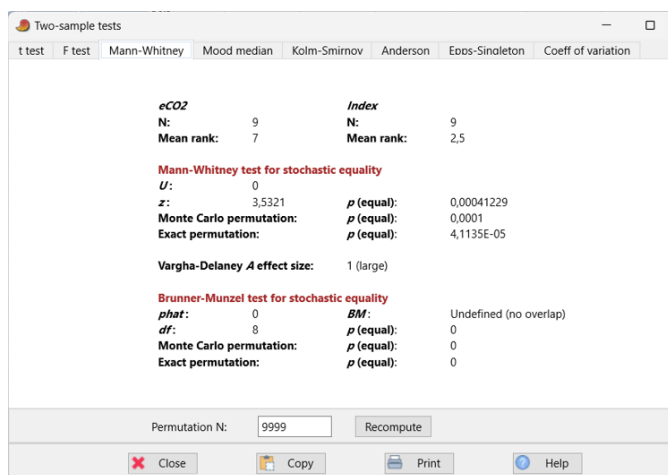 Two-sample tests
t test F test Mann-Whitney Mood median Kolm-Smirnov Anderson Epps-Singleton Coeff of variation
eCO2 Index
N: 9 N: 9
Mean rank: 7 Mean rank: 2,5
Mann-Whitney test for stochastic equality
U: 0
z: 3,5321 p (equal): 0,00041229
Monte Carlo permutation: p (equal): 0,0001
Exact permutation: p (equal): 4,1135E-05
Vargha-Delaney A effect size: 1 (large)
Brunner-Munzel test for stochastic equality
phat: 0 BM: Undefined (no overlap)
df: 8 p (equal): 0
Monte Carlo permutation: p (equal): 0
Exact permutation: p (equal): 0
Permutation N: 9999 Recompute
Close Copy Print Help